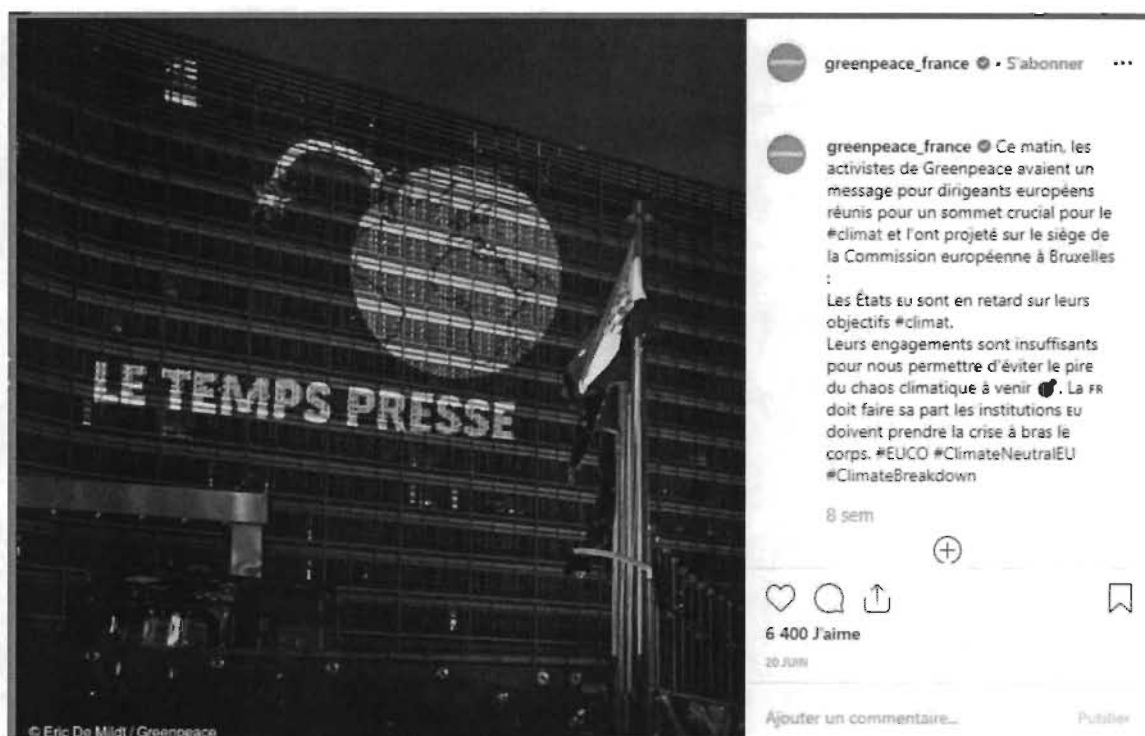 LE TEMPS PRESSE
© Eric De Mildt / Greenpeace
greenpeace_france • S'abonner
greenpeace_france Ce matin, les
activistes de Greenpeace avaient un
message pour dirigeants européens
réunis pour un sommet crucial pour le
#climat et l'ont projeté sur le siège de
la Commission européenne à Bruxelles
:
Les États EU sont en retard sur leurs
objectifs #climat.
Leurs engagements sont insuffisants
pour nous permettre d'éviter le pire
du chaos climatique à venir 💣. La FR
doit faire sa part les institutions EU
doivent prendre la crise à bras le
corps. #EUCO #ClimateNeutralEU
#ClimateBreakdown
8 sem
6 400 J'aime
20 JUIN
Ajouter un commentaire... Publier